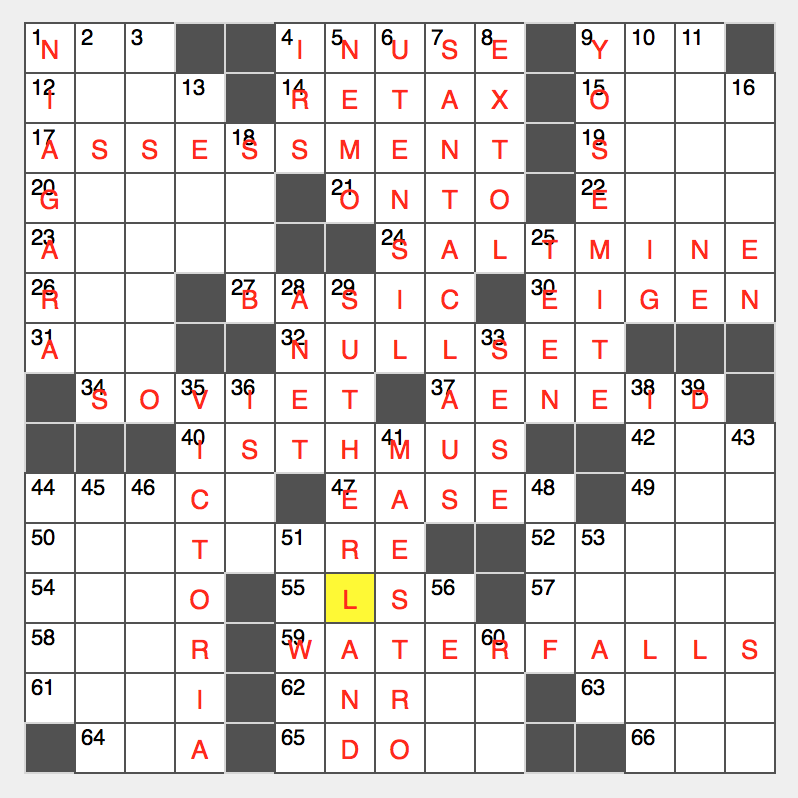 1 N 2 3 4 I 5 N 6 U 7 S 8 E 9 Y 10 11
12 I 13 14 R E T A X 15 O 16
17 A S S E 18 S S M E N T 19 S
20 G 21 O N T O 22 E
23 A 24 S A L 25 T M I N E
26 R 27 B 28 A 29 S I C 30 E I G E N
31 A 32 N U L L 33 S E T
34 S O 35 V 36 I E T 37 A E N E 38 I 39 D
40 I S T H 41 M U S 42 43
44 45 46 C 47 E A S E 48 49
50 T 51 R E 52 53
54 O 55 L S 56 57
58 R 59 W A T E 60 R F A L L S
61 I 62 N R 63
64 A 65 D O 66